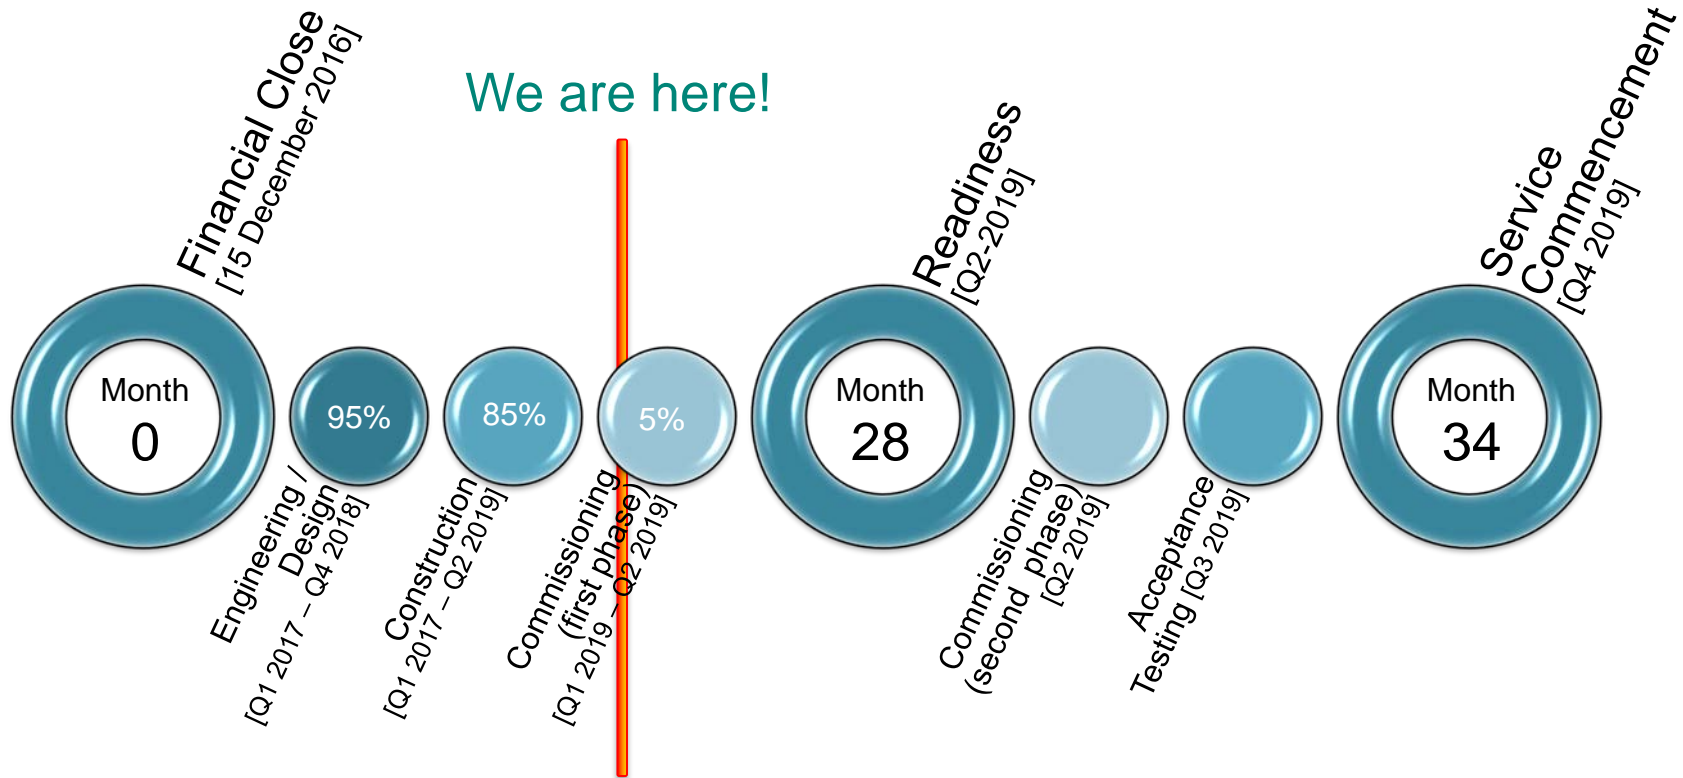 We are here!
Financial Close
[15 December 2016]
Month
0
95%
Engineering /
Design
[Q1 2017 – Q4 2018]
85%
Construction
[Q1 2017 – Q2 2019]
5%
Commissioning
(first phase)
[Q1 2019 – Q2 2019]
Readiness
[Q2-2019]
Month
28
Commissioning
(second phase)
[Q2 2019]
Acceptance
Testing [Q3 2019]
Service
Commencement
[Q4 2019]
Month
34